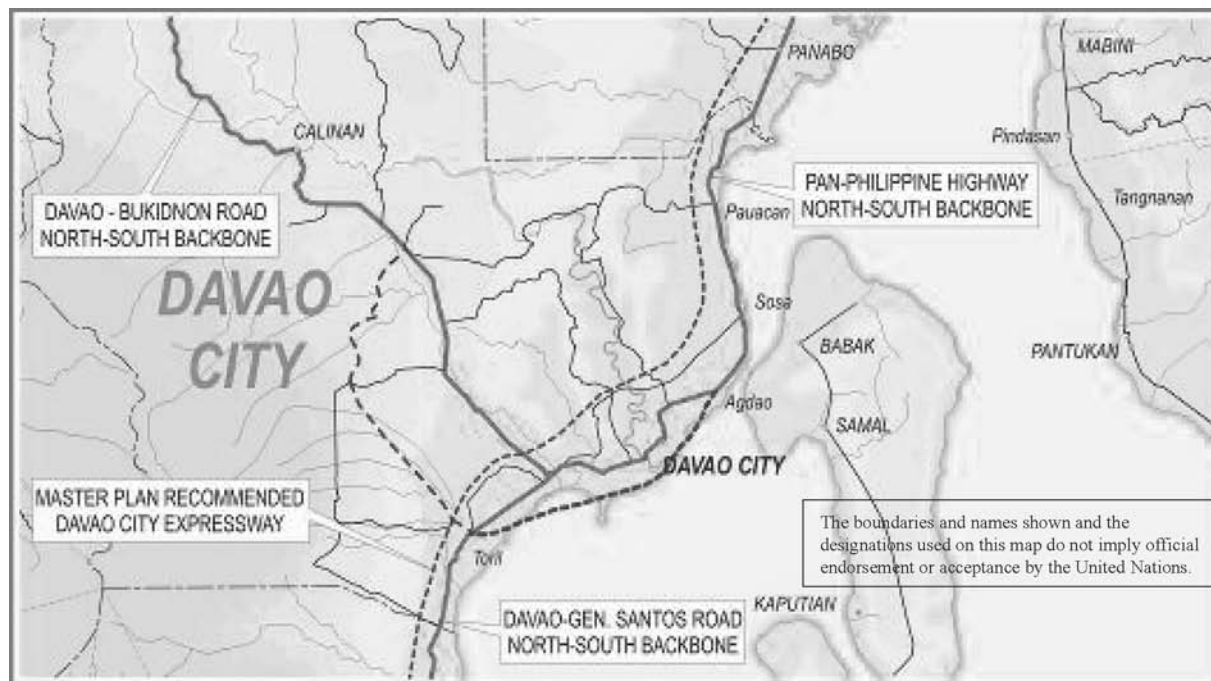 PANABO
MABINI
CALINAN
Pindasan
PAN-PHILIPPINE HIGHWAY
NORTH-SOUTH BACKBONE
DAVAO - BUKIDNON ROAD
NORTH-SOUTH BACKBONE
Tagnanan
Pauacan
DAVAO
CITY
Sosa
BABAK
PANTUKAN
Agdao
SAMAL
DAVAO CITY
MASTER PLAN RECOMMENDED
DAVAO CITY EXPRESSWAY
The boundaries and names shown and the
designations used on this map do not imply official
endorsement or acceptance by the United Nations.
Toril
KAPUTIAN
DAVAO-GEN. SANTOS ROAD
NORTH-SOUTH BACKBONE